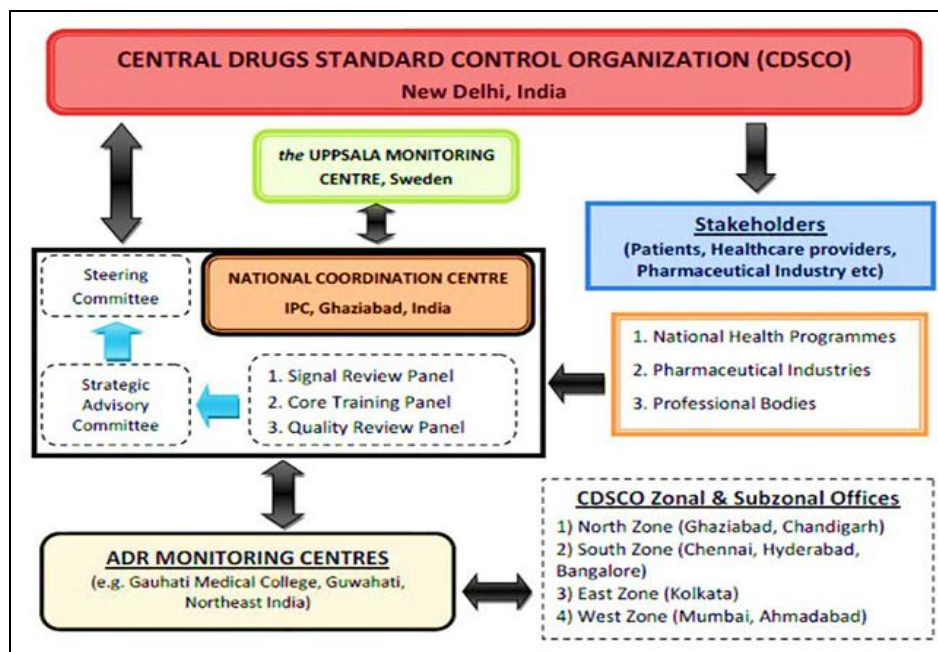 CENTRAL DRUGS STANDARD CONTROL ORGANIZATION (CDSCO)
New Delhi, India
the UPPSALA MONITORING
CENTRE, Sweden
Stakeholders
(Patients, Healthcare providers,
Pharmaceutical Industry etc)
Steering
Committee
NATIONAL COORDINATION CENTRE
IPC, Ghaziabad, India
Strategic
Advisory
Committee
1. Signal Review Panel
2. Core Training Panel
3. Quality Review Panel
1. National Health Programmes
2. Pharmaceutical Industries
3. Professional Bodies
ADR MONITORING CENTRES
(e.g. Gauhati Medical College, Guwahati,
Northeast India)
CDSCO Zonal & Subzonal Offices
1) North Zone (Ghaziabad, Chandigarh)
2) South Zone (Chennai, Hyderabad,
Bangalore)
3) East Zone (Kolkata)
4) West Zone (Mumbai, Ahmadabad)